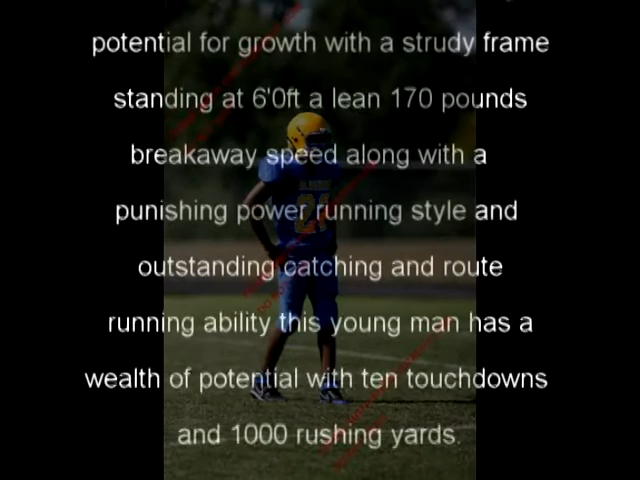 potential for growth with a strudy frame
standing at 6'0ft a lean 170 pounds
breakaway speed along with a
punishing power running style and
outstanding catching and route
running ability this young man has a
wealth of potential with ten touchdowns
and 1000 rushing yards.
21